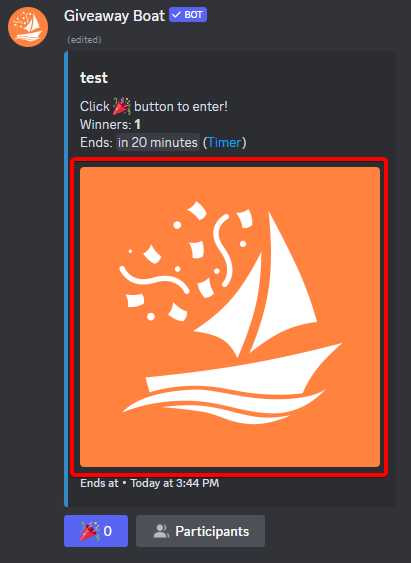 Giveaway Boat ✓ BOT
(edited)
test
Click 🎉 button to enter!
Winners: 1
Ends: in 20 minutes (Timer)
Ends at • Today at 3:44 PM
🎉 0 Participants